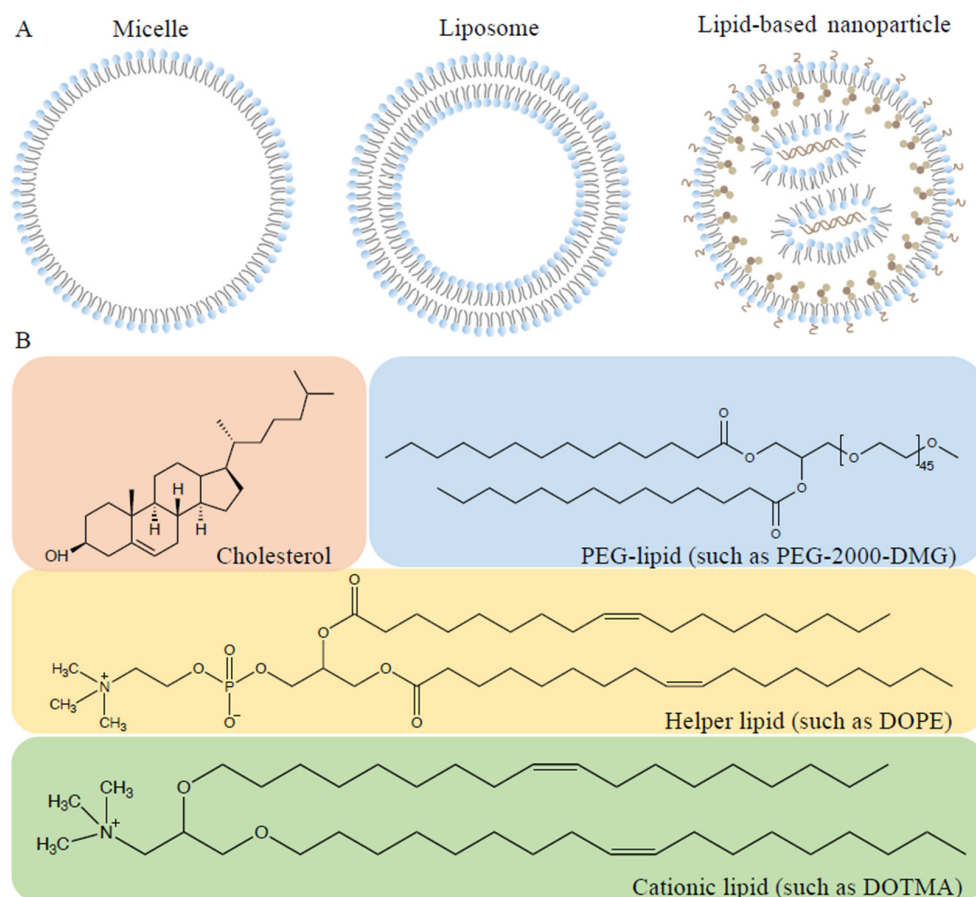 A
Micelle
Liposome
Lipid-based nanoparticle
B
H
H
H
OH
Cholesterol
O
O
O
O
O
O
45
PEG-lipid (such as PEG-2000-DMG)
O
O
O
O
O
P
O
O⁻
O
H₃C
N⁺
H₃C
CH₃
Helper lipid (such as DOPE)
CH₃
H₃C
N⁺
H₃C
O
O
Cationic lipid (such as DOTMA)